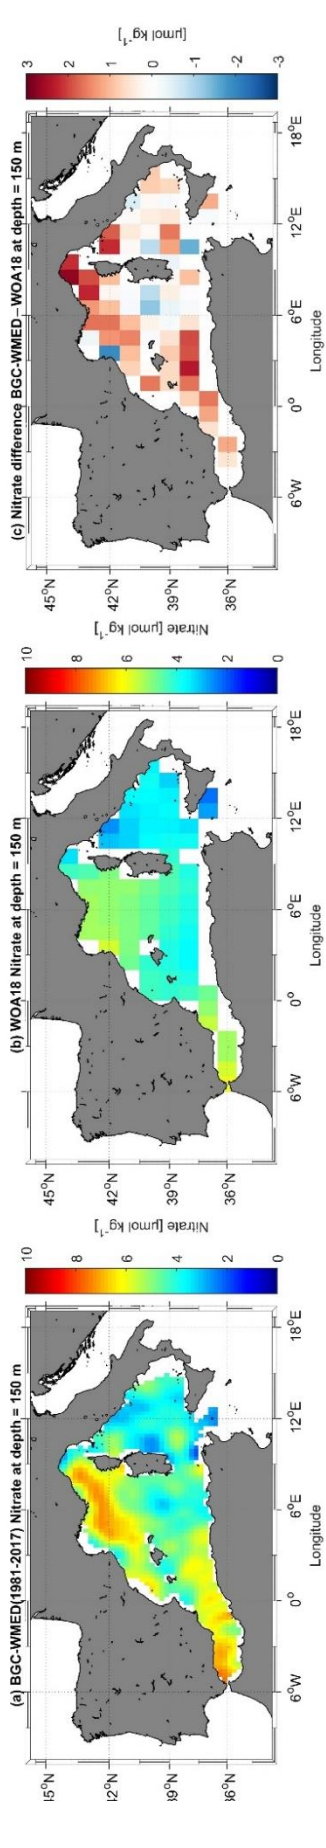 (a) BGC-WMED(1981-2017) Nitrate at depth = 150 m
45°N
42°N
39°N
36°N
6°W
0°
6°E
12°E
18°E
Longitude
10
8
6
4
2
0
Nitrate [μmol kg-1]
(b) WOA18 Nitrate at depth = 150 m
45°N
42°N
39°N
36°N
6°W
0°
6°E
12°E
18°E
Longitude
10
8
6
4
2
0
Nitrate [μmol kg-1]
(c) Nitrate difference BGC-WMED−WOA18 at depth = 150 m
45°N
42°N
39°N
36°N
6°W
0°
6°E
12°E
18°E
Longitude
3
2
1
0
-1
-2
-3
[μmol kg-1]